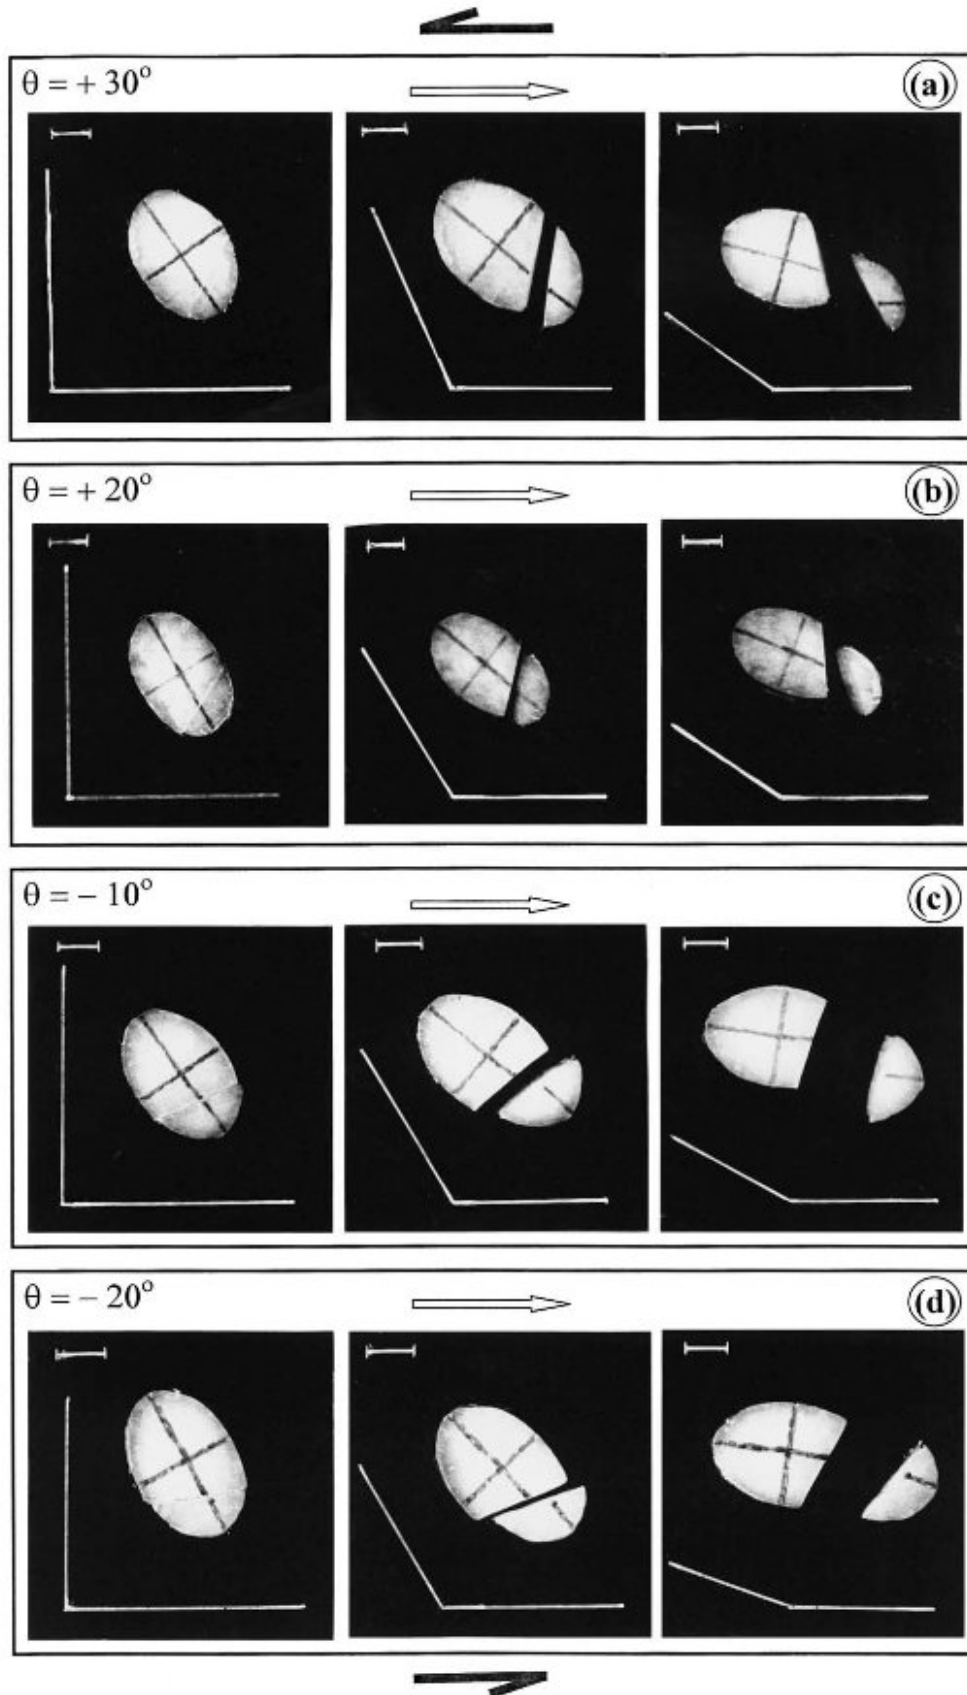 θ = + 30°
(a)
θ = + 20°
(b)
θ = − 10°
(c)
θ = − 20°
(d)